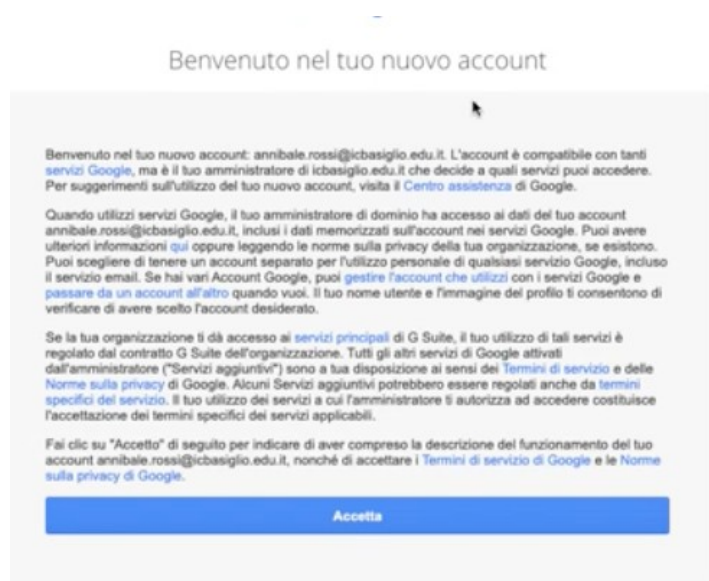 Benvenuto nel tuo nuovo account
Benvenuto nel tuo nuovo account: annibale.rossi@icbasiglio.edu.it. L'account è compatibile con tanti
servizi Google, ma è il tuo amministratore di icbasiglio.edu.it che decide a quali servizi puoi accedere.
Per suggerimenti sull'utilizzo del tuo nuovo account, visita il Centro assistenza di Google.
Quando utilizzi servizi Google, il tuo amministratore di dominio ha accesso ai dati del tuo account
annibale.rossi@icbasiglio.edu.it, inclusi i dati memorizzati sull'account nei servizi Google. Puoi avere
ulteriori informazioni qui oppure leggendo le norme sulla privacy della tua organizzazione, se esistono.
Puoi scegliere di tenere un account separato per l'utilizzo personale di qualsiasi servizio Google, incluso
il servizio email. Se hai vari Account Google, puoi gestire l'account che utilizzi con i servizi Google e
passare da un account all'altro quando vuoi. Il tuo nome utente e l'immagine del profilo ti consentono di
verificare di avere scelto l'account desiderato.
Se la tua organizzazione ti dà accesso ai servizi principali di G Suite, il tuo utilizzo di tali servizi è
regolato dal contratto G Suite dell'organizzazione. Tutti gli altri servizi di Google attivati
dall'amministratore ("Servizi aggiuntivi") sono a tua disposizione ai sensi dei Termini di servizio e delle
Norme sulla privacy di Google. Alcuni Servizi aggiuntivi potrebbero essere regolati anche da termini
specifici del servizio. Il tuo utilizzo dei servizi a cui l'amministratore ti autorizza ad accedere costituisce
l'accettazione dei termini specifici dei servizi applicabili.
Fai clic su "Accetto" di seguito per indicare di aver compreso la descrizione del funzionamento del tuo
account annibale.rossi@icbasiglio.edu.it, nonché di accettare i Termini di servizio di Google e le Norme
sulla privacy di Google.
Accetta